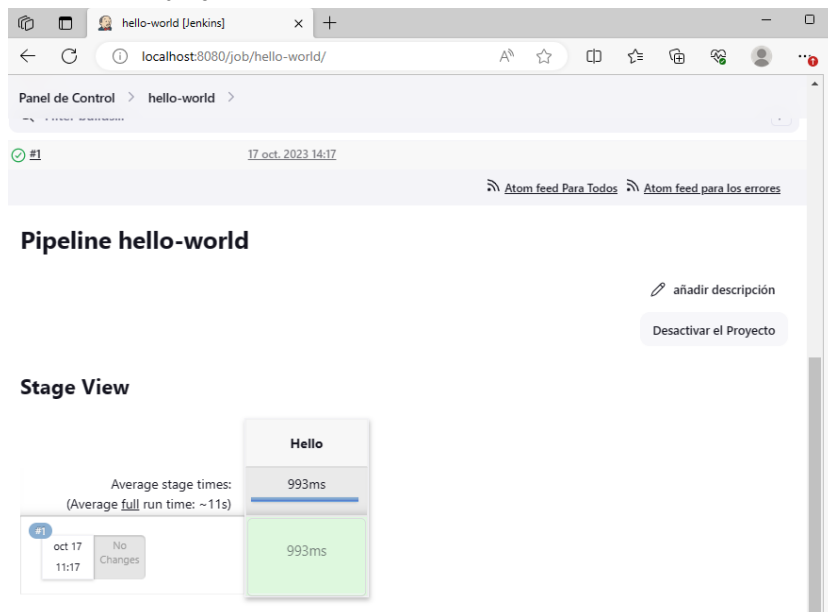 hello-world [Jenkins]
localhost:8080/job/hello-world/
Panel de Control > hello-world >
#1 17 oct. 2023 14:17
Atom feed Para Todos Atom feed para los errores
Pipeline hello-world
añadir descripción
Desactivar el Proyecto
Stage View
Hello
Average stage times: 993ms
(Average full run time: ~11s)
#1
oct 17 No
11:17 Changes
993ms